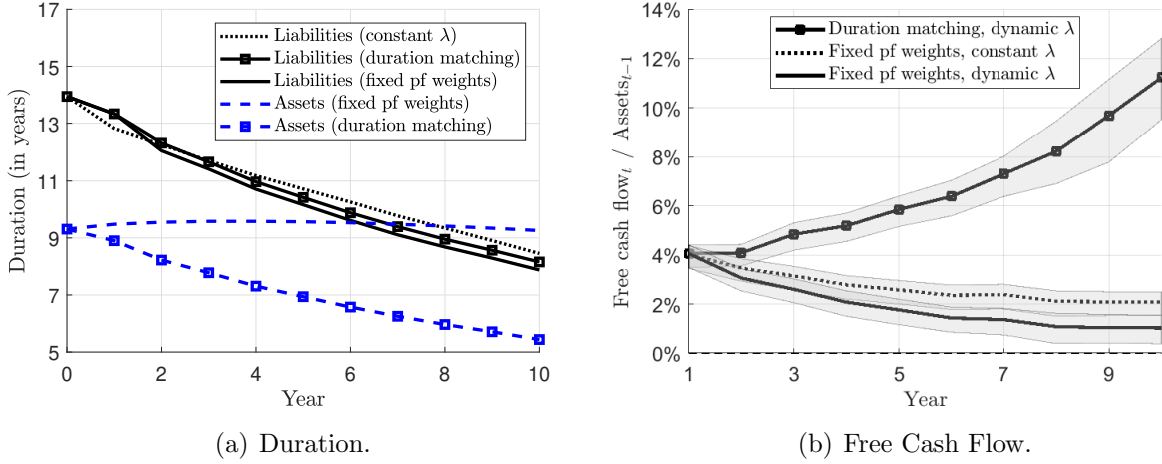 17
15
13
11
9
7
5
Duration (in years)
0
2
4
6
8
10
Year
Liabilities (constant λ)
Liabilities (duration matching)
Liabilities (fixed pf weights)
Assets (fixed pf weights)
Assets (duration matching)
(a) Duration.
14%
12%
10%
8%
6%
4%
2%
0%
Free cash flow_t / Assets_{t−1}
1
3
5
7
9
Year
Duration matching, dynamic λ
Fixed pf weights, constant λ
Fixed pf weights, dynamic λ
(b) Free Cash Flow.